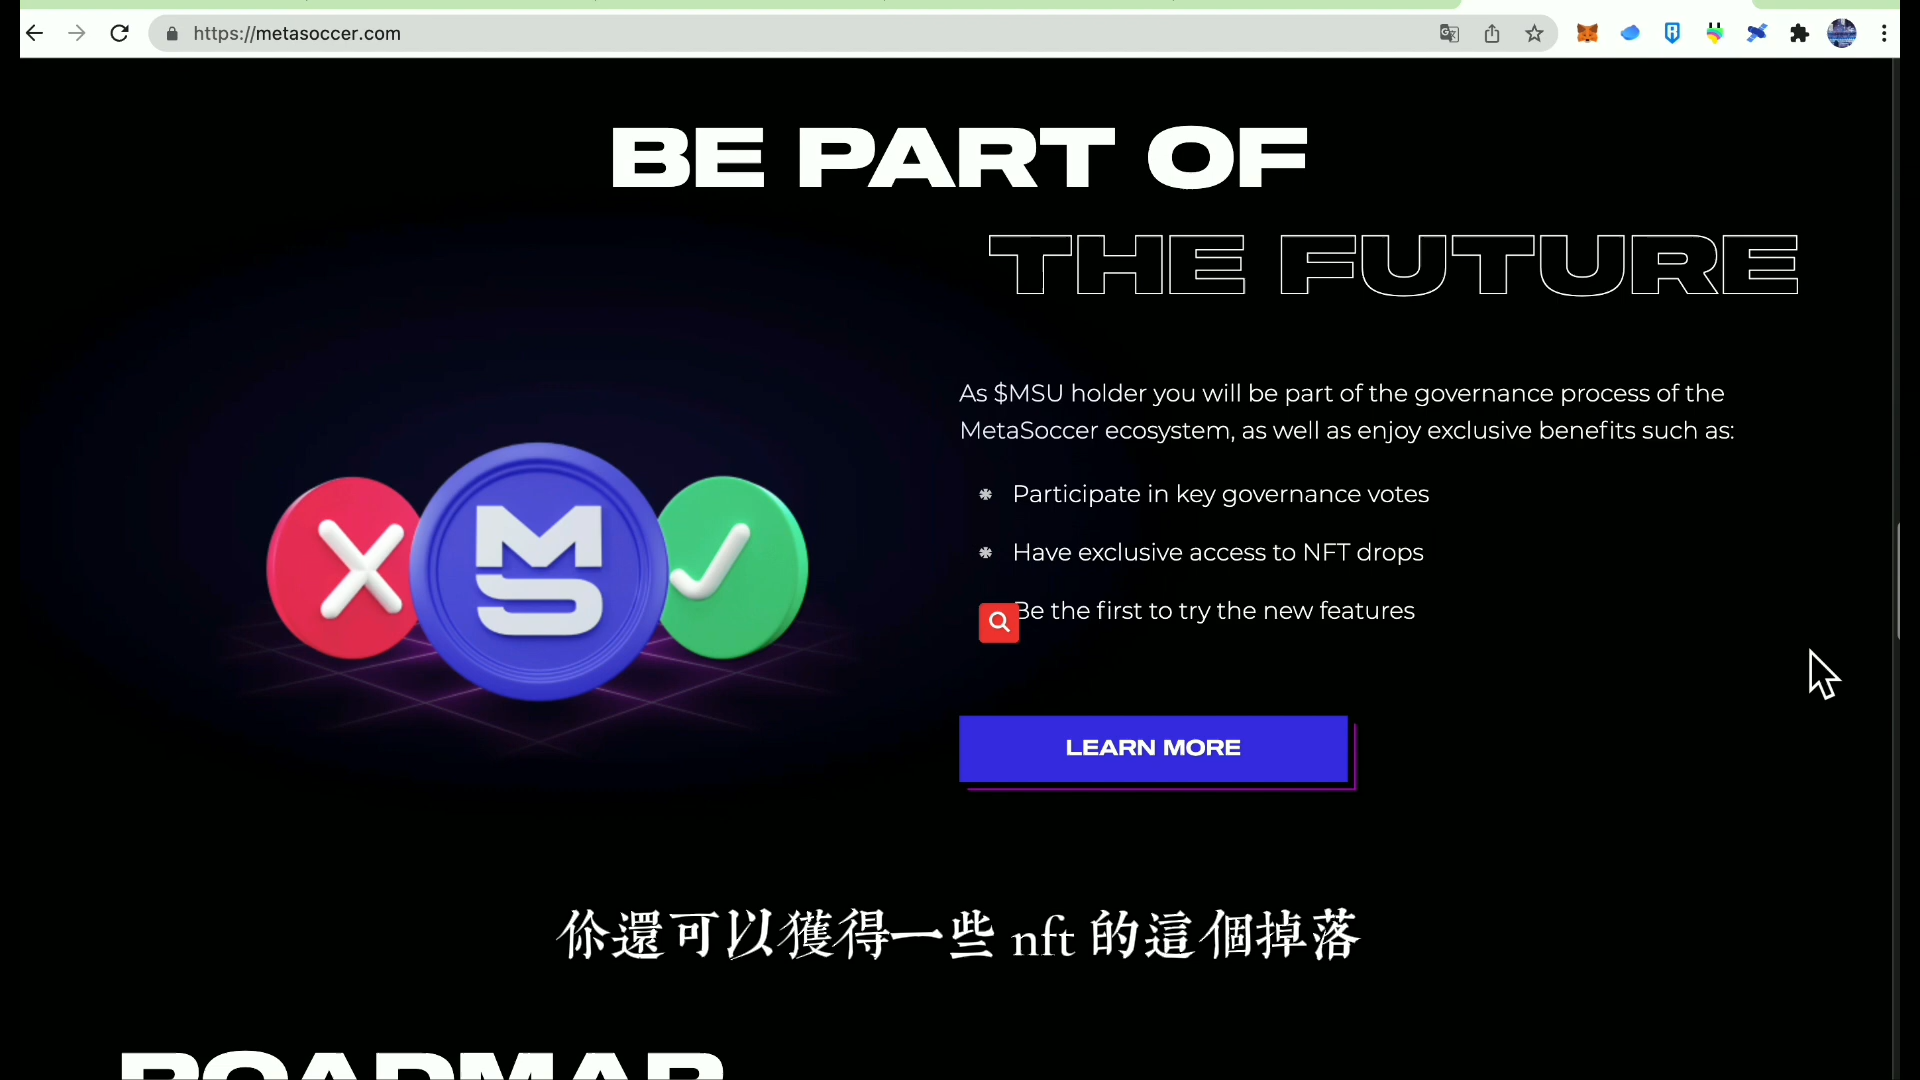 https://metasoccer.com
BE PART OF
THE FUTURE
As $MSU holder you will be part of the governance process of the
MetaSoccer ecosystem, as well as enjoy exclusive benefits such as:
Participate in key governance votes
Have exclusive access to NFT drops
Be the first to try the new features
MS
LEARN MORE
你還可以獲得一些 nft 的這個掉落
ROADMAP